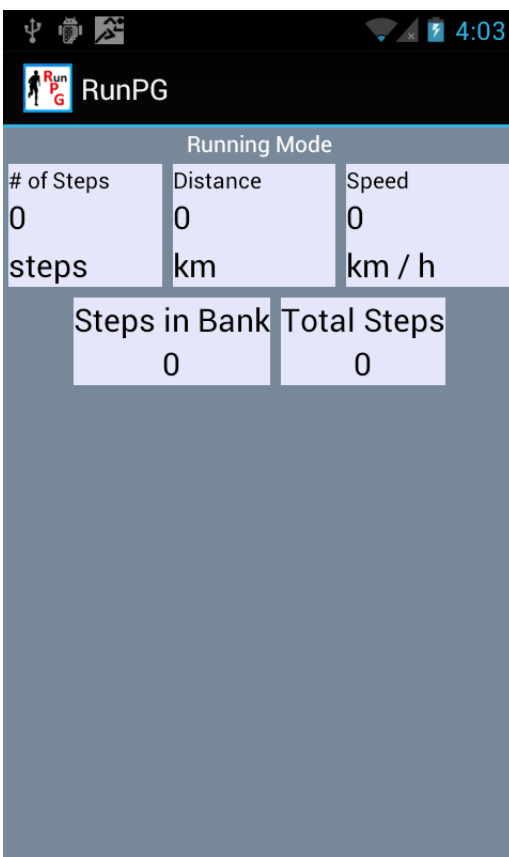 4:03
Run
P
G
RunPG
Running Mode
# of Steps Distance Speed
0 0 0
steps km km / h
Steps in Bank Total Steps
0 0